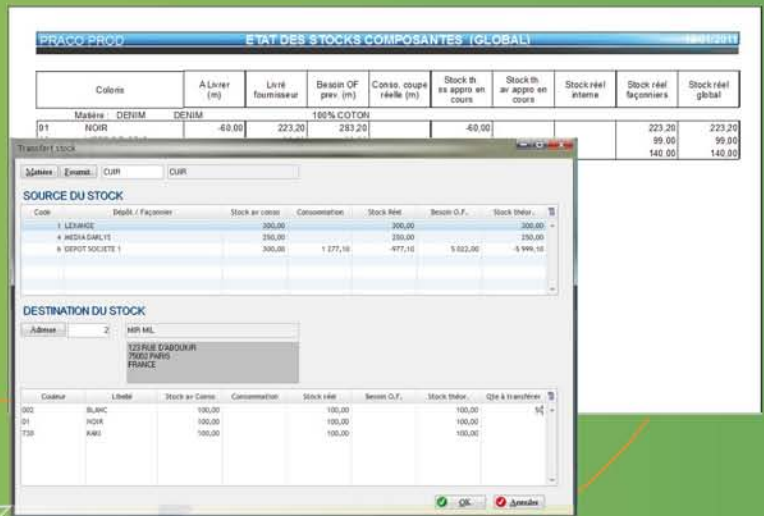 PRACO PROD ETAT DES STOCKS COMPOSANTES (GLOBAL) 18/01/2011
Coloris A Livrer (m) Livré fournisseur Besoin OF prev. (m) Conso. coupe réelle (m) Stock th ss appro en cours Stock th av appro en cours Stock réel interne Stock réel façonniers Stock réel global
Matière : DENIM DENIM 100% COTON
01 NOIR -60,00 223,20 283,20 -60,00 223,20 223,20
99,00 99,00
140,00 140,00
Transfert stock
Matière Fournit. CUIR CUIR
SOURCE DU STOCK
Code Dépôt / Façonnier Stock av conso Consommation Stock Réel Besoin O.F. Stock théor.
1 LEXANGE 300,00 300,00 300,00
4 MEDIA DARLYS 250,00 250,00 250,00
6 DEPOT SOCIETE 1 300,00 1 277,10 -977,10 5 022,00 -5 999,10
DESTINATION DU STOCK
Adresse 2 MIR MIL
123 RUE D'ABOUKIR
75002 PARIS
FRANCE
Couleur Libellé Stock av Conso Consommation Stock réel Besoin O.F. Stock théor. Qte à transférer
002 BLANC 100,00 100,00 100,00 50
01 NOIR 100,00 100,00 100,00
730 KAKI 100,00 100,00 100,00
OK Annuler